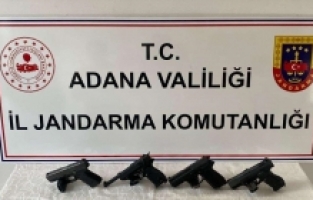 T.C.
ADANA VALİLİĞİ
İL JANDARMA KOMUTANLIĞI